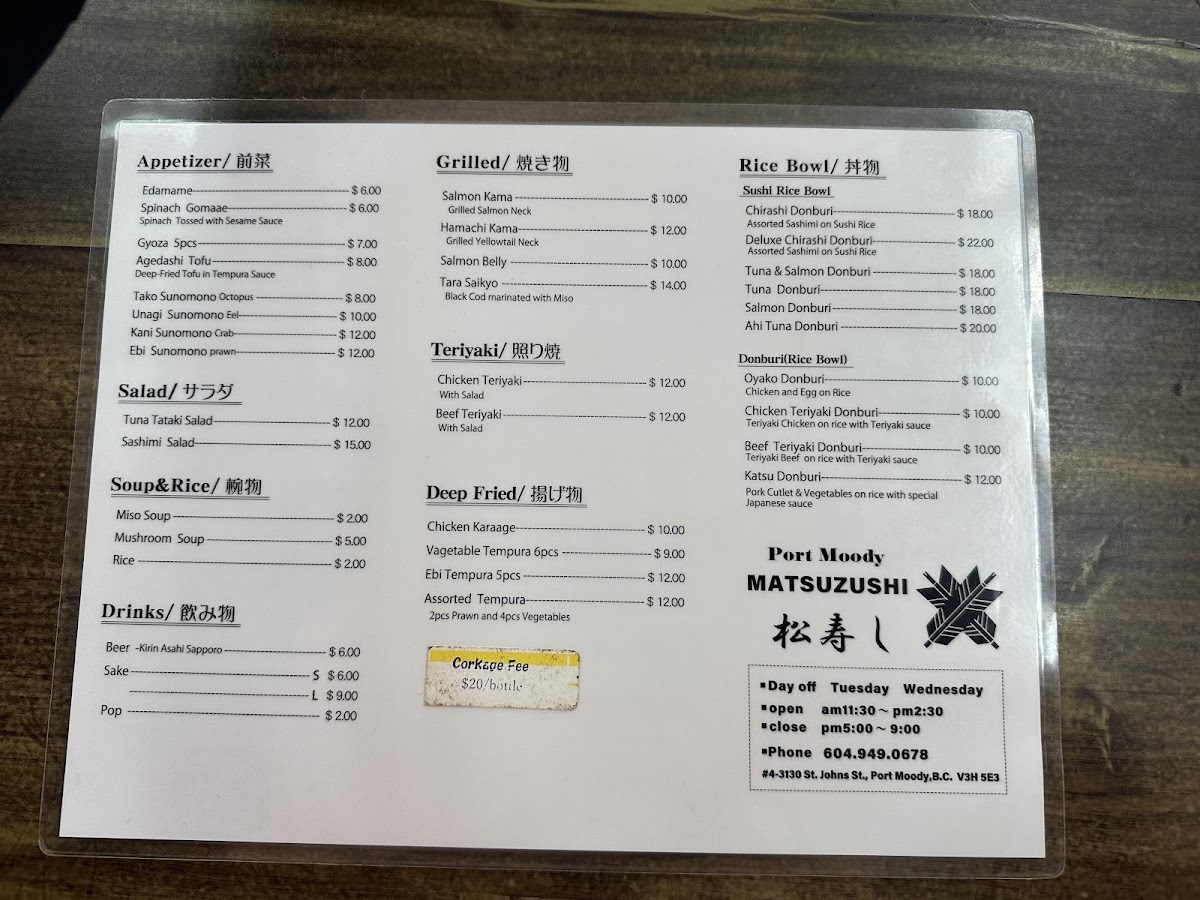 Appetizer/ 前菜
Edamame $ 6.00
Spinach Gomaae $ 6.00
Spinach Tossed with Sesame Sauce
Gyoza 5pcs $ 7.00
Agedashi Tofu $ 8.00
Deep-Fried Tofu in Tempura Sauce
Tako Sunomono Octopus $ 8.00
Unagi Sunomono Eel $ 10.00
Kani Sunomono Crab $ 12.00
Ebi Sunomono prawn $ 12.00
Salad/ サラダ
Tuna Tataki Salad $ 12.00
Sashimi Salad $ 15.00
Soup&Rice/ 椀物
Miso Soup $ 2.00
Mushroom Soup $ 5.00
Rice $ 2.00
Drinks/ 飲み物
Beer -Kirin Asahi Sapporo $ 6.00
Sake S $ 6.00
L $ 9.00
Pop $ 2.00
Grilled/ 焼き物
Salmon Kama $ 10.00
Grilled Salmon Neck
Hamachi Kama $ 12.00
Grilled Yellowtail Neck
Salmon Belly $ 10.00
Tara Saikyo $ 14.00
Black Cod marinated with Miso
Teriyaki/ 照り焼
Chicken Teriyaki $ 12.00
With Salad
Beef Teriyaki $ 12.00
With Salad
Deep Fried/ 揚げ物
Chicken Karaage $ 10.00
Vagetable Tempura 6pcs $ 9.00
Ebi Tempura 5pcs $ 12.00
Assorted Tempura $ 12.00
2pcs Prawn and 4pcs Vegetables
Corkage Fee
$20/bottle
Rice Bowl/ 丼物
Sushi Rice Bowl
Chirashi Donburi $ 18.00
Assorted Sashimi on Sushi Rice
Deluxe Chirashi Donburi $ 22.00
Assorted Sashimi on Sushi Rice
Tuna & Salmon Donburi $ 18.00
Tuna Donburi $ 18.00
Salmon Donburi $ 18.00
Ahi Tuna Donburi $ 20.00
Donburi(Rice Bowl)
Oyako Donburi $ 10.00
Chicken and Egg on Rice
Chicken Teriyaki Donburi $ 10.00
Teriyaki Chicken on rice with Teriyaki sauce
Beef Teriyaki Donburi $ 10.00
Teriyaki Beef on rice with Teriyaki sauce
Katsu Donburi $ 12.00
Pork Cutlet & Vegetables on rice with special
Japanese sauce
Port Moody
MATSUZUSHI
松寿し
▪Day off Tuesday Wednesday
▪open am11:30～pm2:30
▪close pm5:00～9:00
▪Phone 604.949.0678
#4-3130 St. Johns St., Port Moody,B.C. V3H 5E3